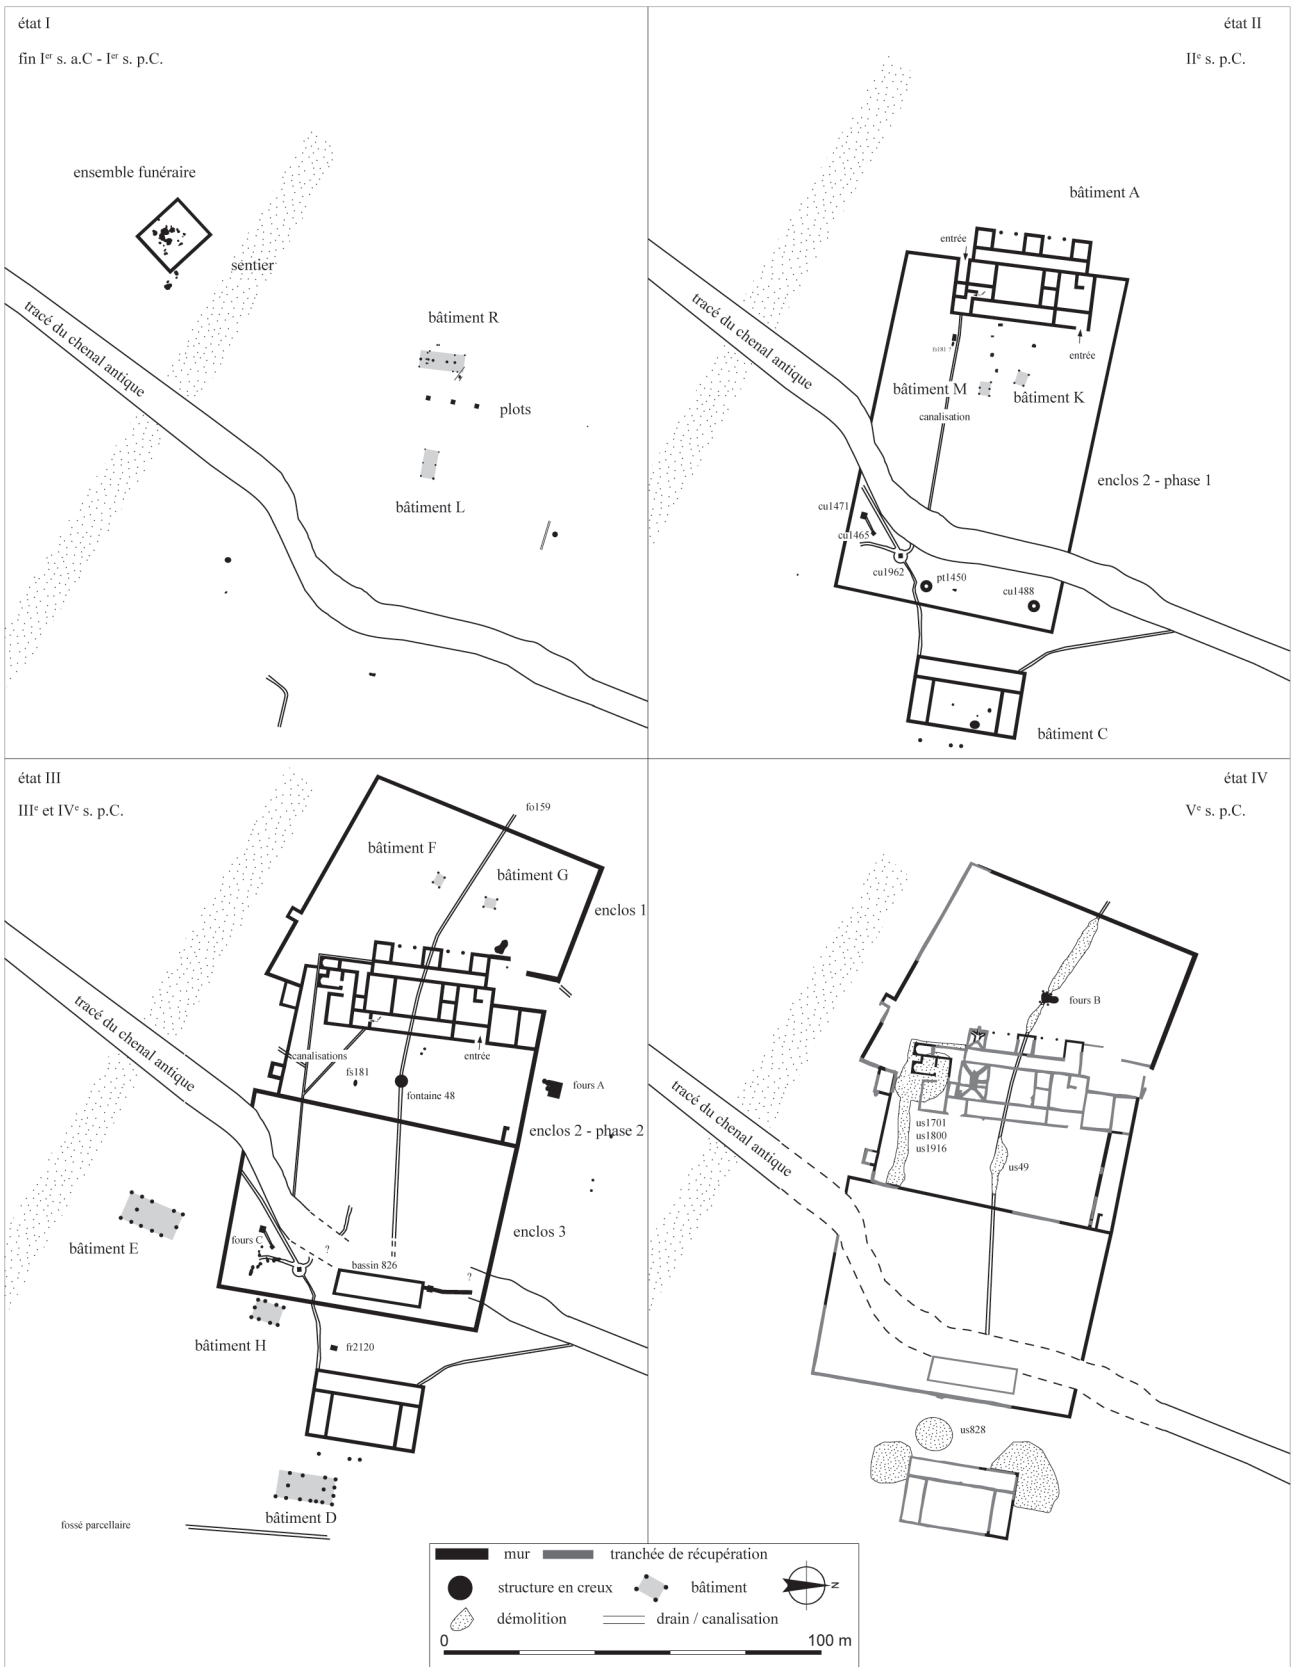 état I
fin Ier s. a.C - Ier s. p.C.
ensemble funéraire
sentier
tracé du chenal antique
bâtiment R
plots
bâtiment L
état II
IIe s. p.C.
bâtiment A
entrée
fs181 ?
entrée
bâtiment M
bâtiment K
canalisation
tracé du chenal antique
enclos 2 - phase 1
cu1471
cu1465
cu1962
pt1450
cu1488
bâtiment C
état III
IIIe et IVe s. p.C.
fo159
bâtiment F
bâtiment G
enclos 1
tracé du chenal antique
canalisations
entrée
fs181
fontaine 48
fours A
enclos 2 - phase 2
bâtiment E
enclos 3
fours C
?
bassin 826
?
bâtiment H
fr2120
bâtiment D
fossé parcellaire
état IV
Ve s. p.C.
fours B
tracé du chenal antique
us1701
us1800
us1916
us49
us828
mur
tranchée de récupération
structure en creux
bâtiment
N
démolition
drain / canalisation
0
100 m